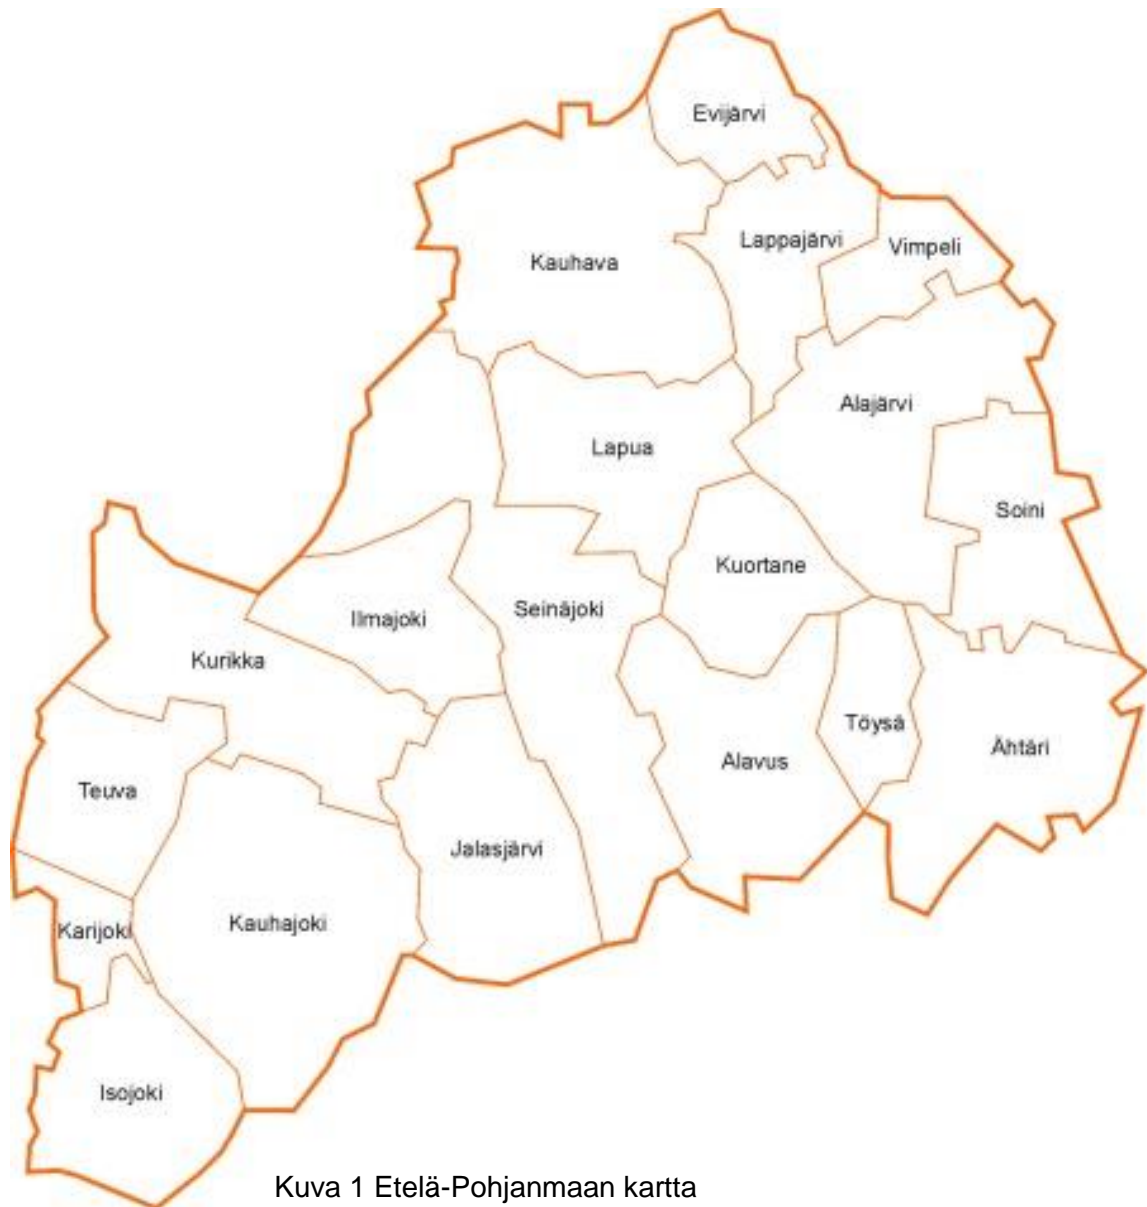 Evijärvi
Lappajärvi
Vimpeli
Kauhava
Alajärvi
Lapua
Soini
Kuortane
Seinäjoki
Ilmajoki
Kurikka
Töysä
Ähtäri
Alavus
Teuva
Jalasjärvi
Kauhajoki
Karijoki
Isojoki
Kuva 1 Etelä-Pohjanmaan kartta